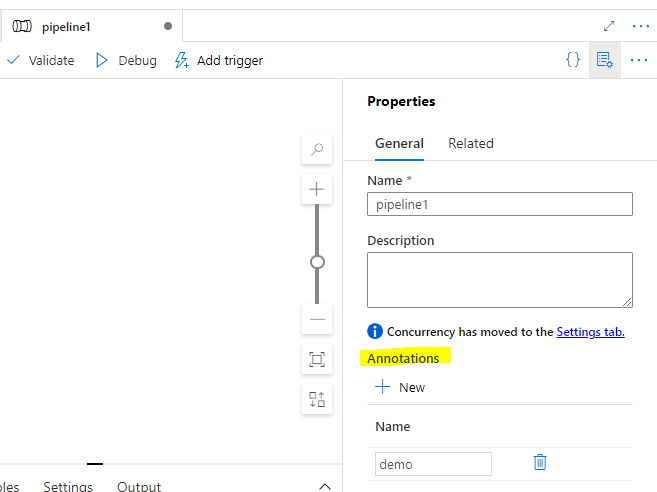 pipeline1
Validate Debug Add trigger
Properties
General Related
Name *
pipeline1
Description
Concurrency has moved to the Settings tab.
Annotations
New
Name
demo
les Settings Output